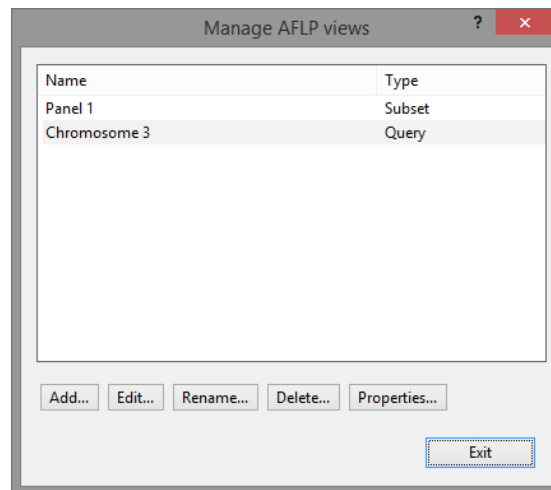 Manage AFLP views ? ×
Name Type
Panel 1 Subset
Chromosome 3 Query
Add... Edit... Rename... Delete... Properties...
Exit